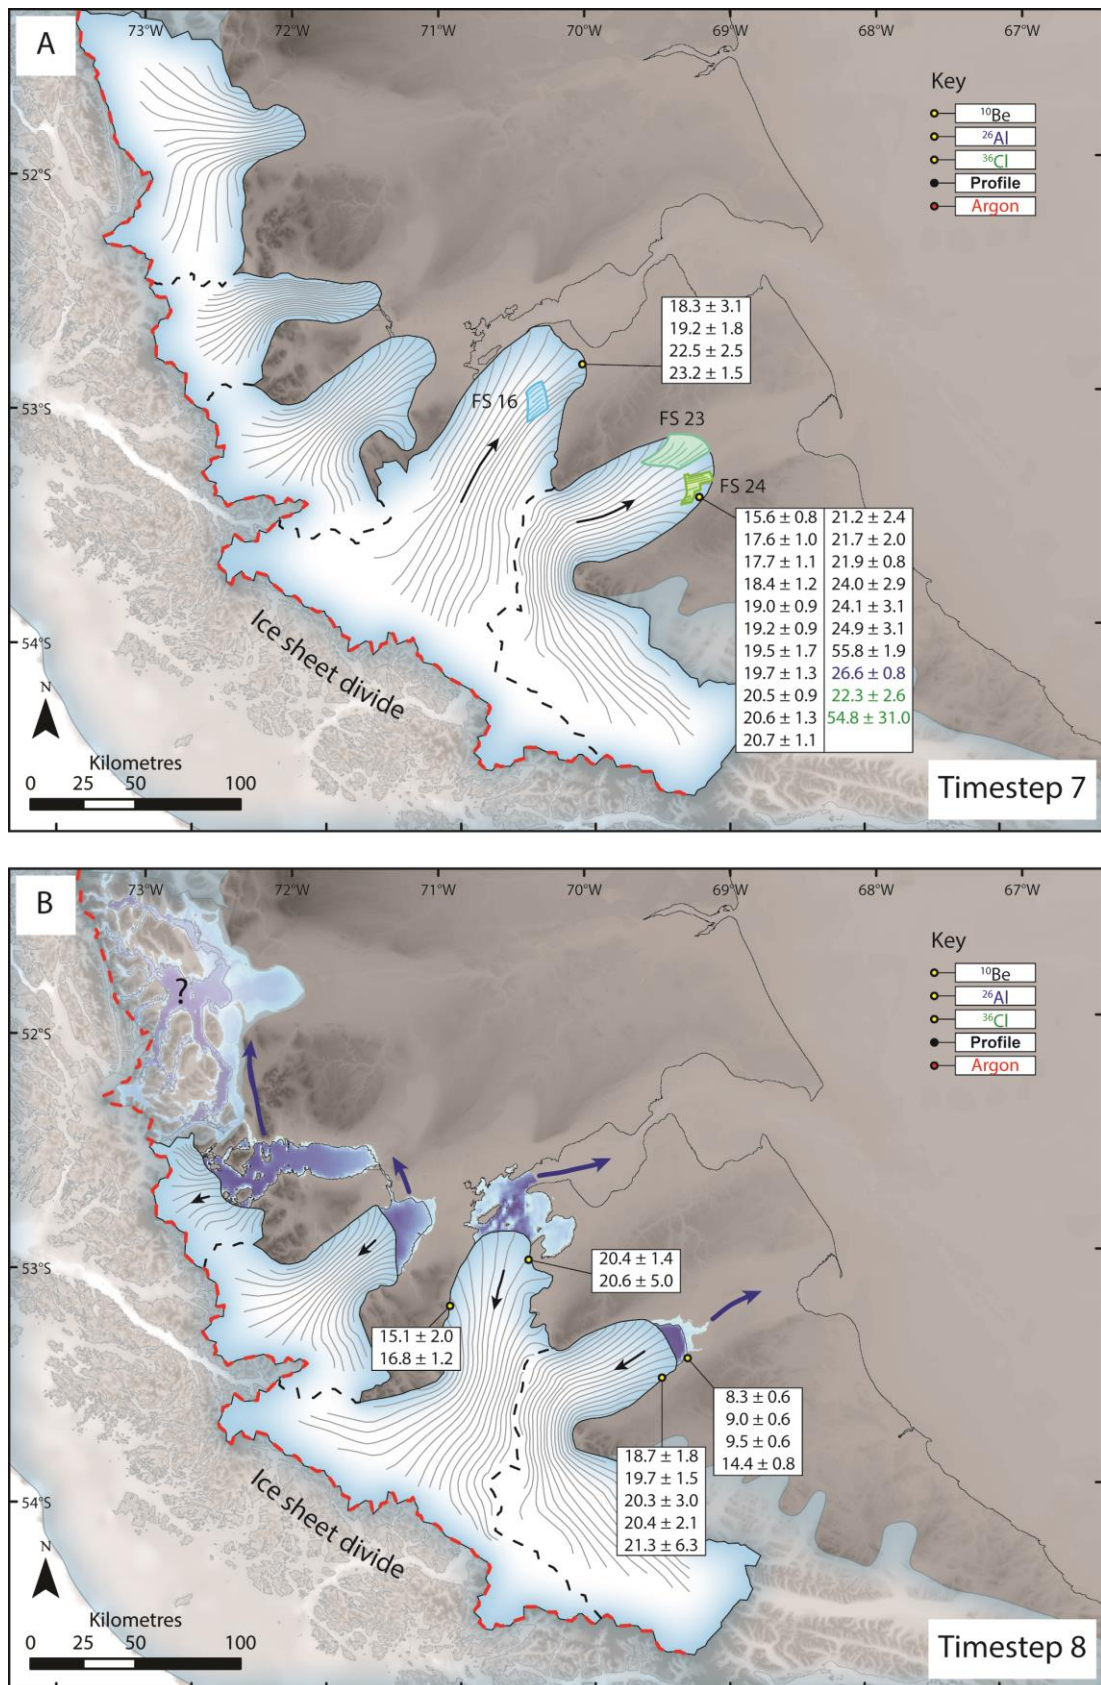 A
73°W
72°W
71°W
70°W
69°W
68°W
67°W
52°S
53°S
54°S
Key
¹⁰Be
²⁶Al
³⁶Cl
Profile
Argon
18.3 ± 3.1
19.2 ± 1.8
22.5 ± 2.5
23.2 ± 1.5
FS 16
FS 23
FS 24
15.6 ± 0.8 21.2 ± 2.4
17.6 ± 1.0 21.7 ± 2.0
17.7 ± 1.1 21.9 ± 0.8
18.4 ± 1.2 24.0 ± 2.9
19.0 ± 0.9 24.1 ± 3.1
19.2 ± 0.9 24.9 ± 3.1
19.5 ± 1.7 55.8 ± 1.9
19.7 ± 1.3 26.6 ± 0.8
20.5 ± 0.9 22.3 ± 2.6
20.6 ± 1.3 54.8 ± 31.0
20.7 ± 1.1
Ice sheet divide
N
Kilometres
0 25 50 100
Timestep 7
B
73°W
72°W
71°W
70°W
69°W
68°W
67°W
52°S
53°S
54°S
Key
¹⁰Be
²⁶Al
³⁶Cl
Profile
Argon
?
20.4 ± 1.4
20.6 ± 5.0
15.1 ± 2.0
16.8 ± 1.2
8.3 ± 0.6
9.0 ± 0.6
9.5 ± 0.6
14.4 ± 0.8
18.7 ± 1.8
19.7 ± 1.5
20.3 ± 3.0
20.4 ± 2.1
21.3 ± 6.3
Ice sheet divide
N
Kilometres
0 25 50 100
Timestep 8